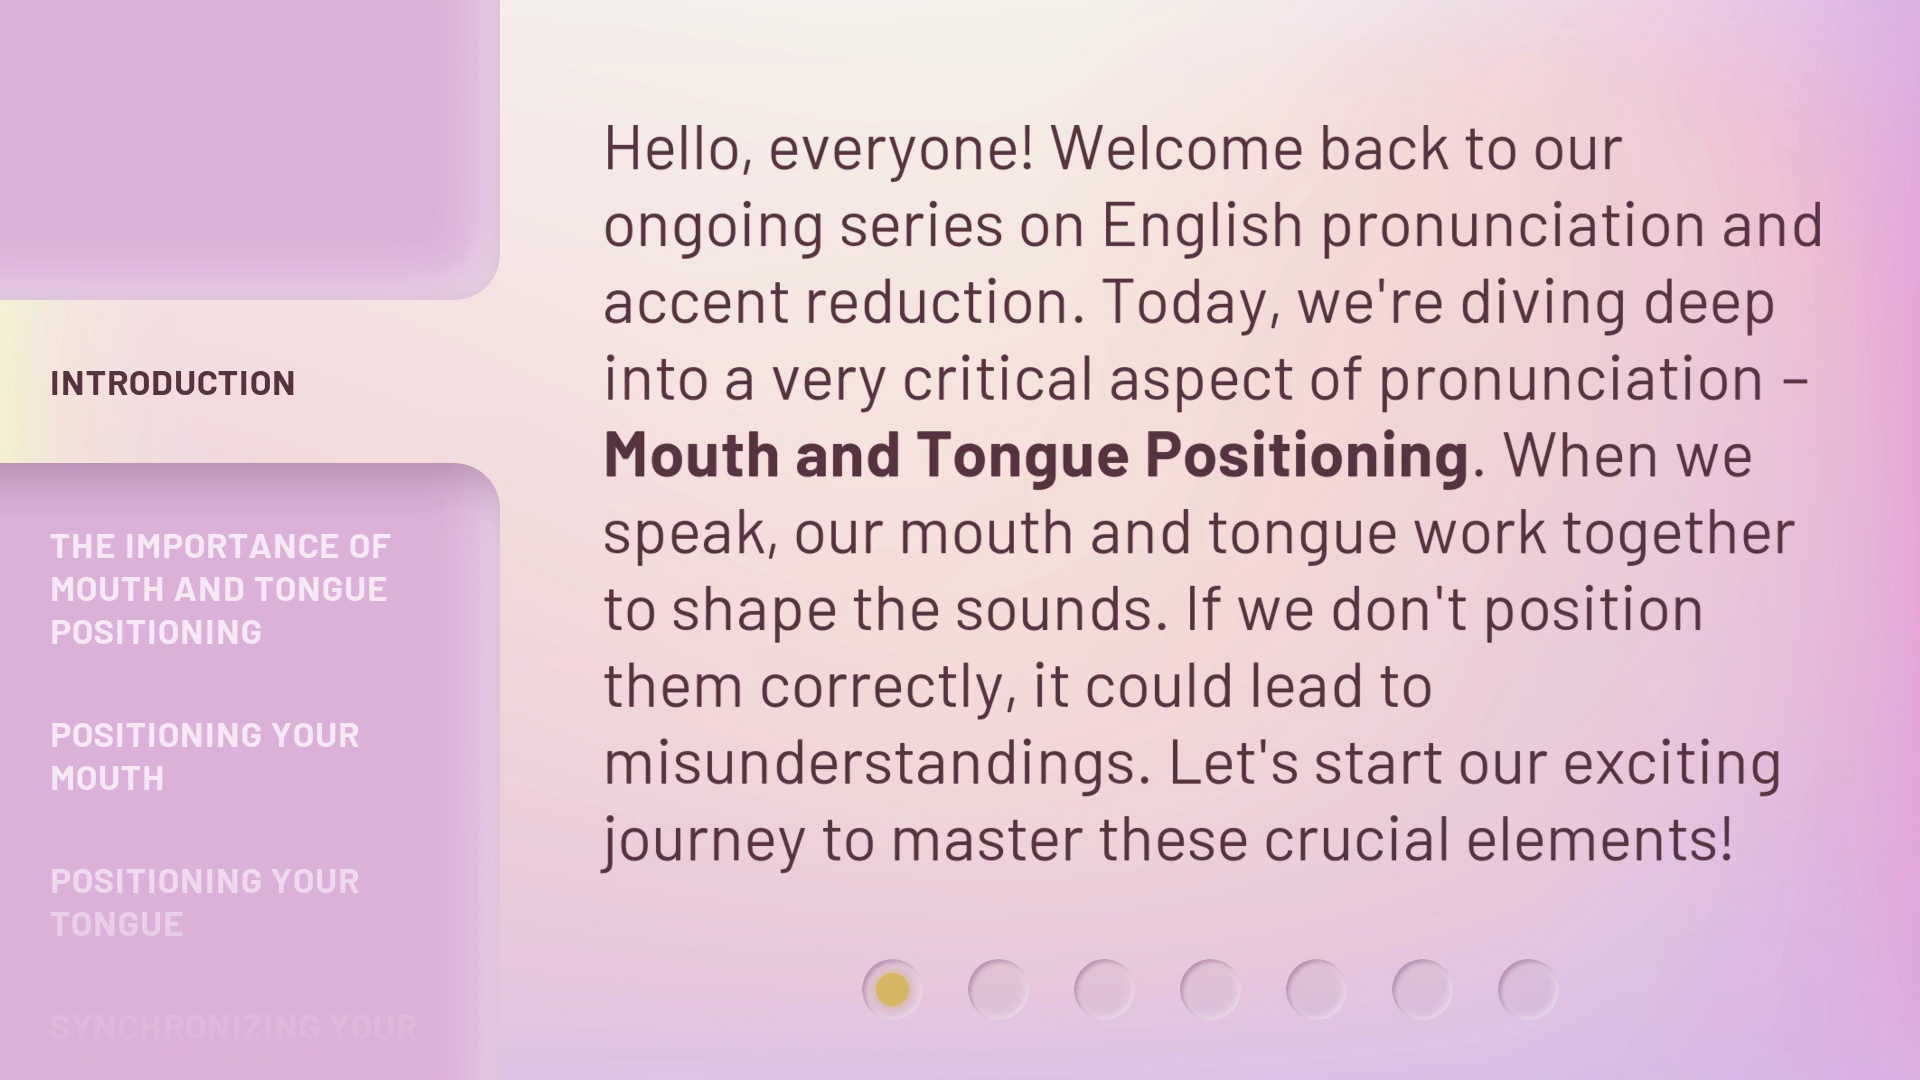 INTRODUCTION
THE IMPORTANCE OF
MOUTH AND TONGUE
POSITIONING
POSITIONING YOUR
MOUTH
POSITIONING YOUR
TONGUE
SYNCHRONIZING YOUR
Hello, everyone! Welcome back to our
ongoing series on English pronunciation and
accent reduction. Today, we're diving deep
into a very critical aspect of pronunciation –
Mouth and Tongue Positioning. When we
speak, our mouth and tongue work together
to shape the sounds. If we don't position
them correctly, it could lead to
misunderstandings. Let's start our exciting
journey to master these crucial elements!